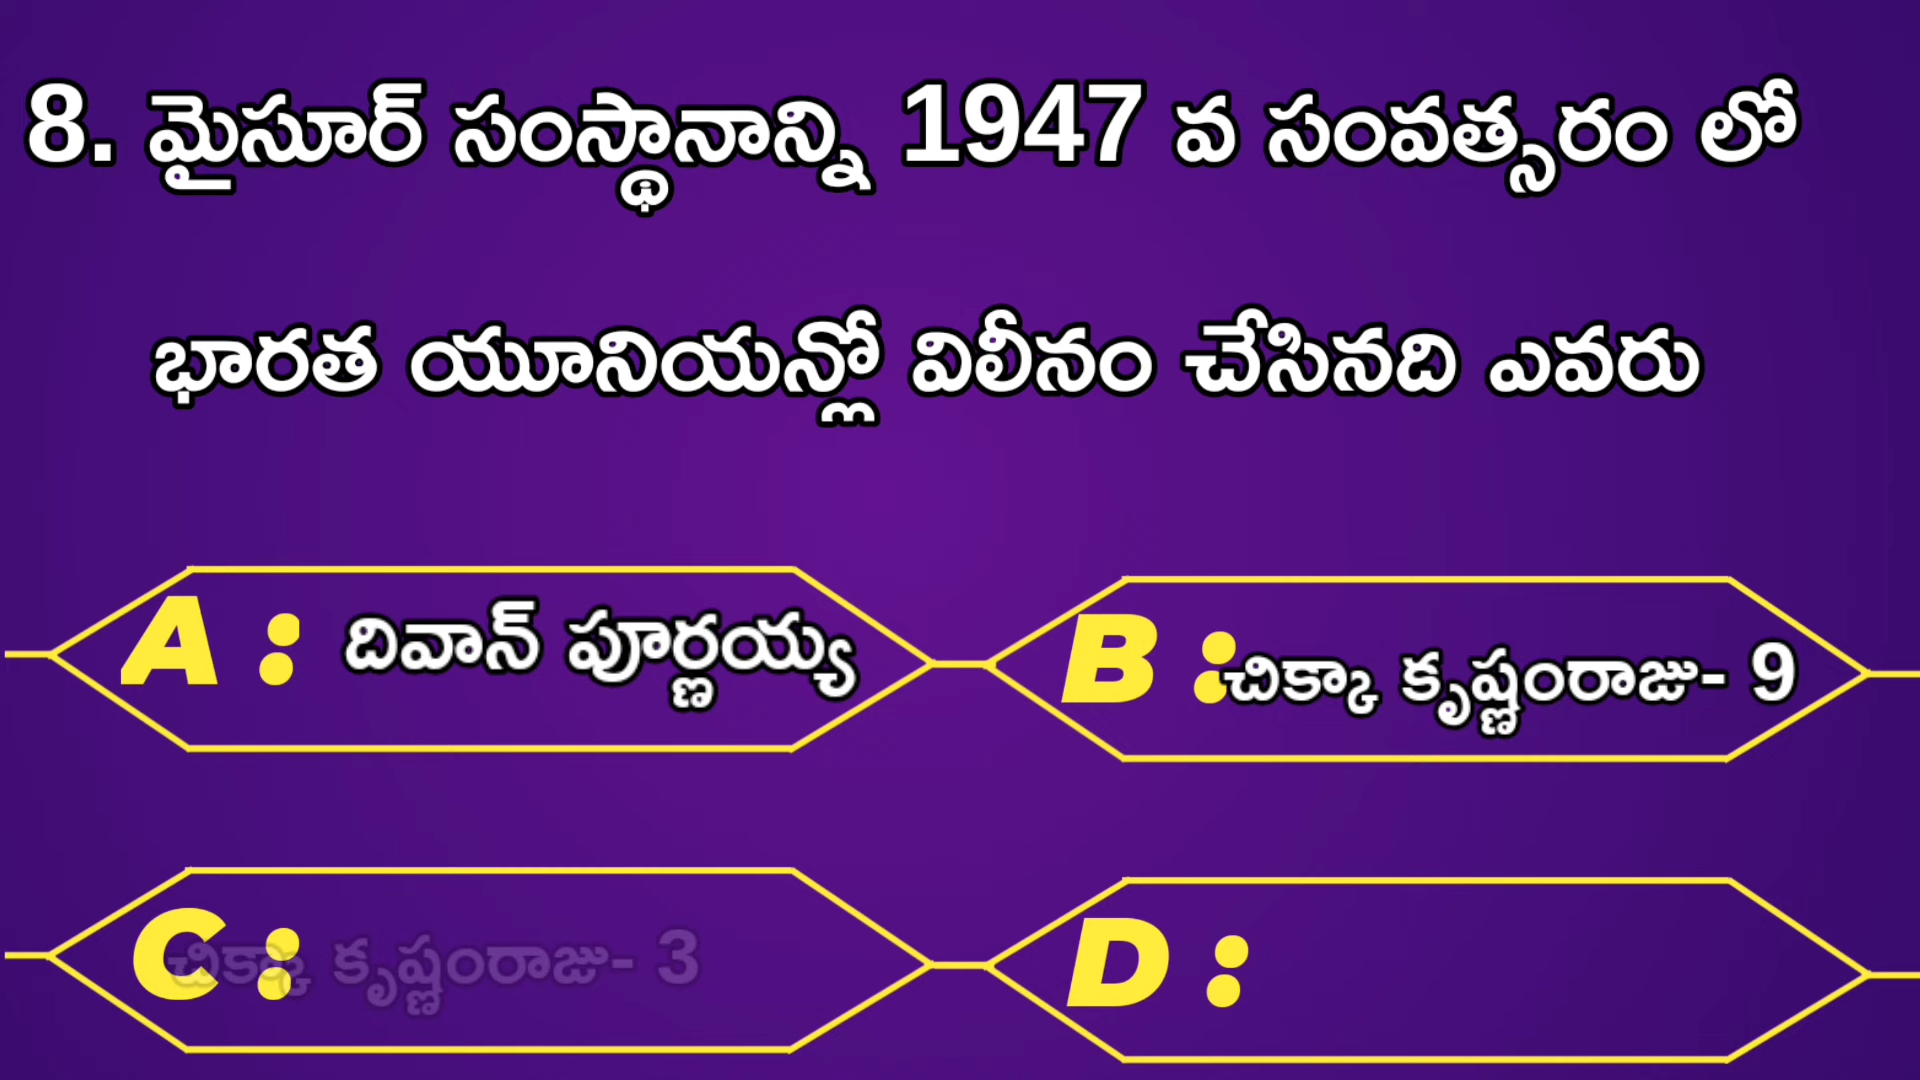 8. మైసూర్ సంస్థానాన్ని 1947 వ సంవత్సరం లో
భారత యూనియన్లో విలీనం చేసినది ఎవరు
A : దివాన్ పూర్ణయ్య
B : చిక్కా కృష్ణంరాజు- 9
C : చిక్కా కృష్ణంరాజు- 3
D :